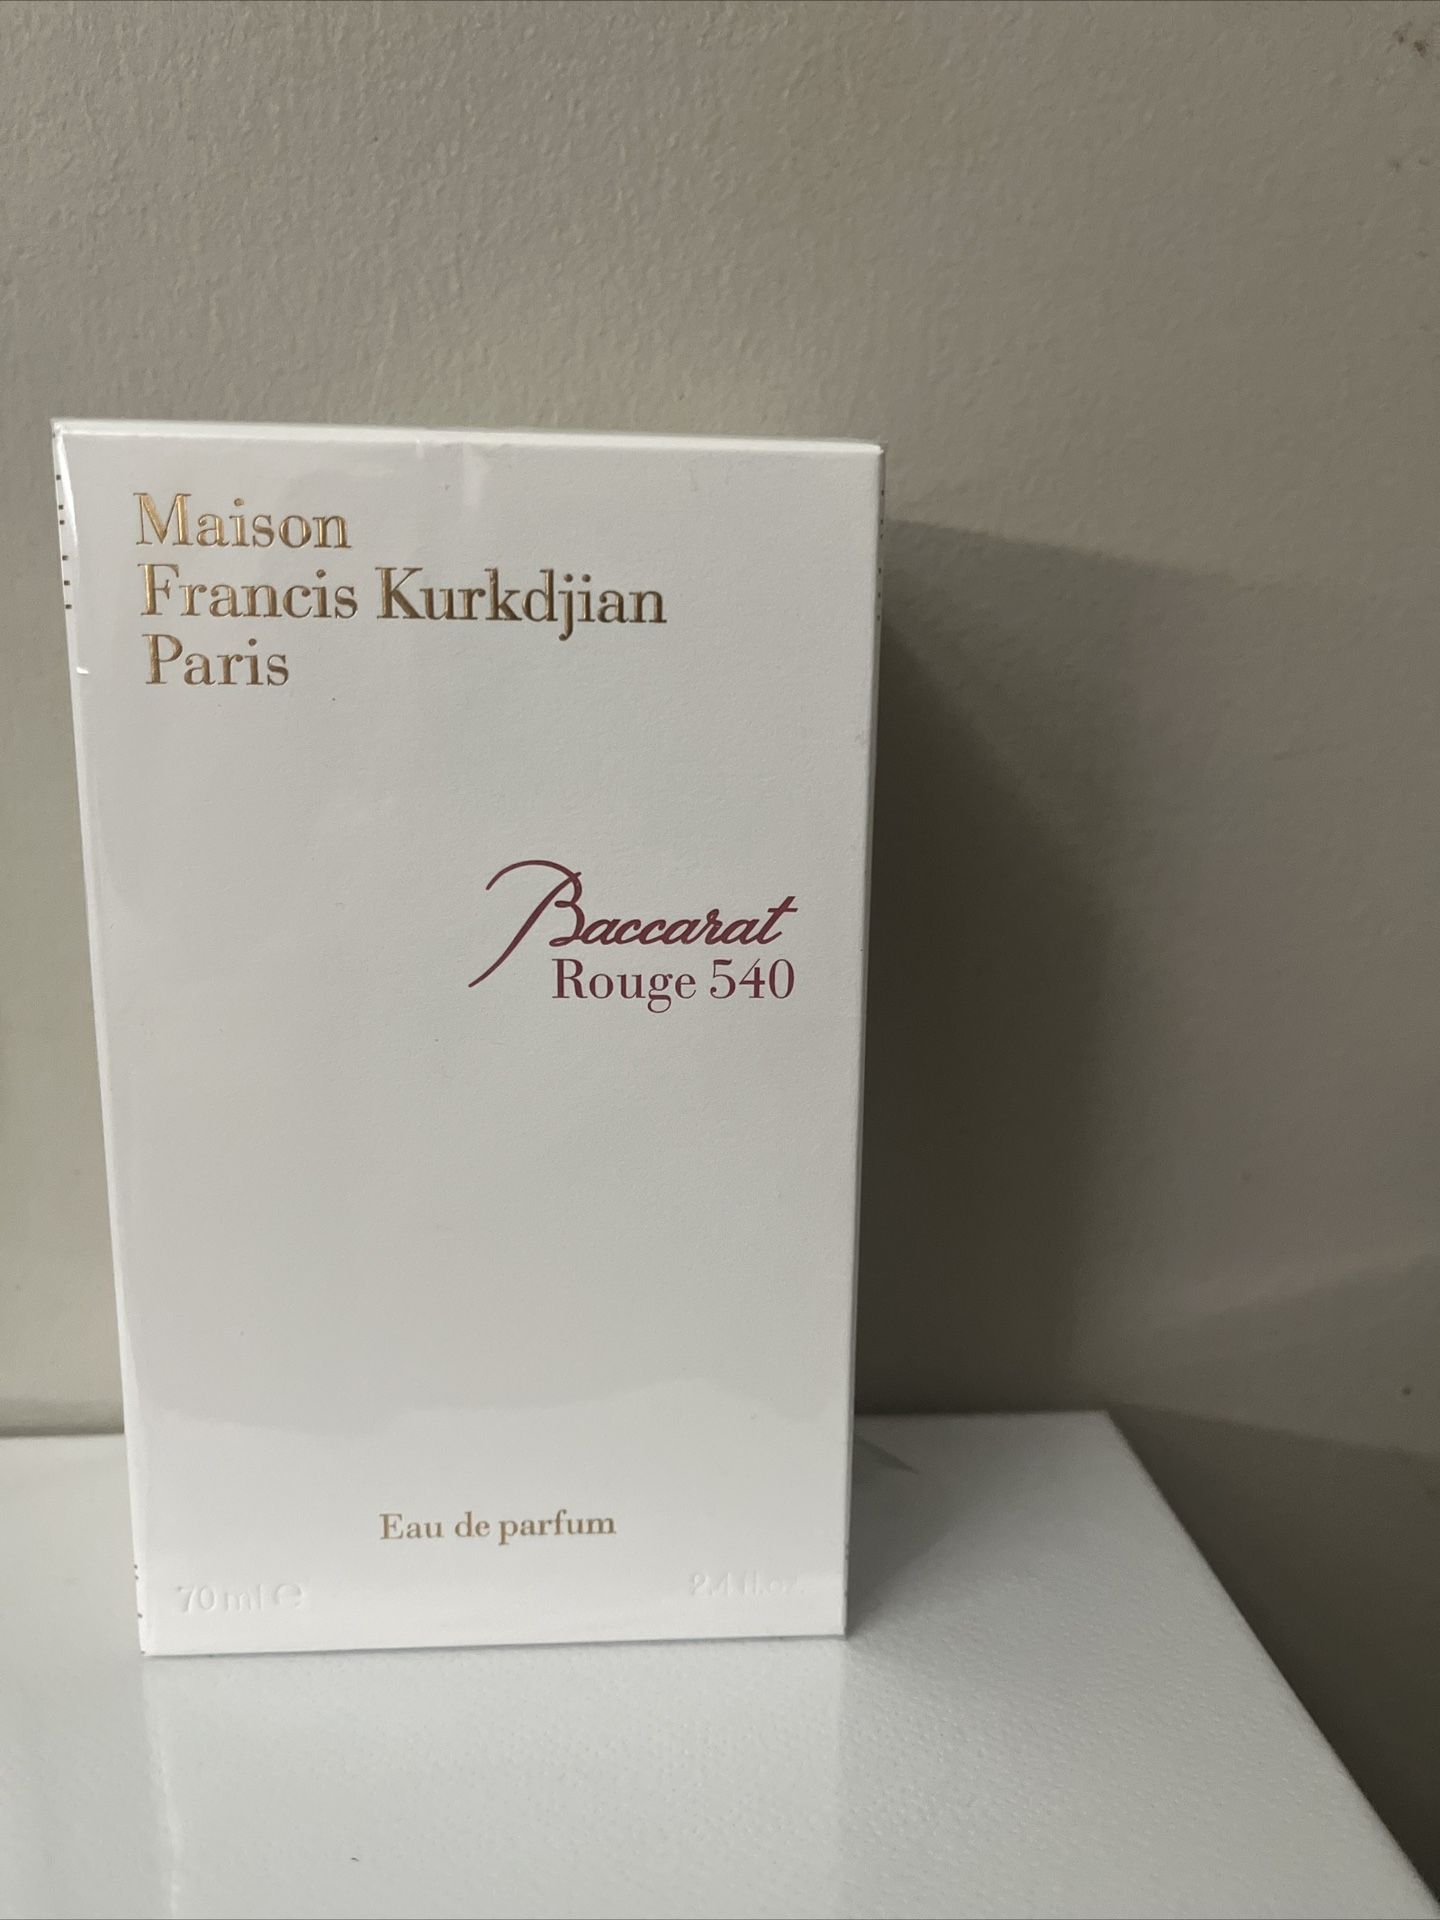 Maison
Francis Kurkdjian
Paris
Baccarat
Rouge 540
Eau de parfum
70 ml ℮
2.4 fl.oz.